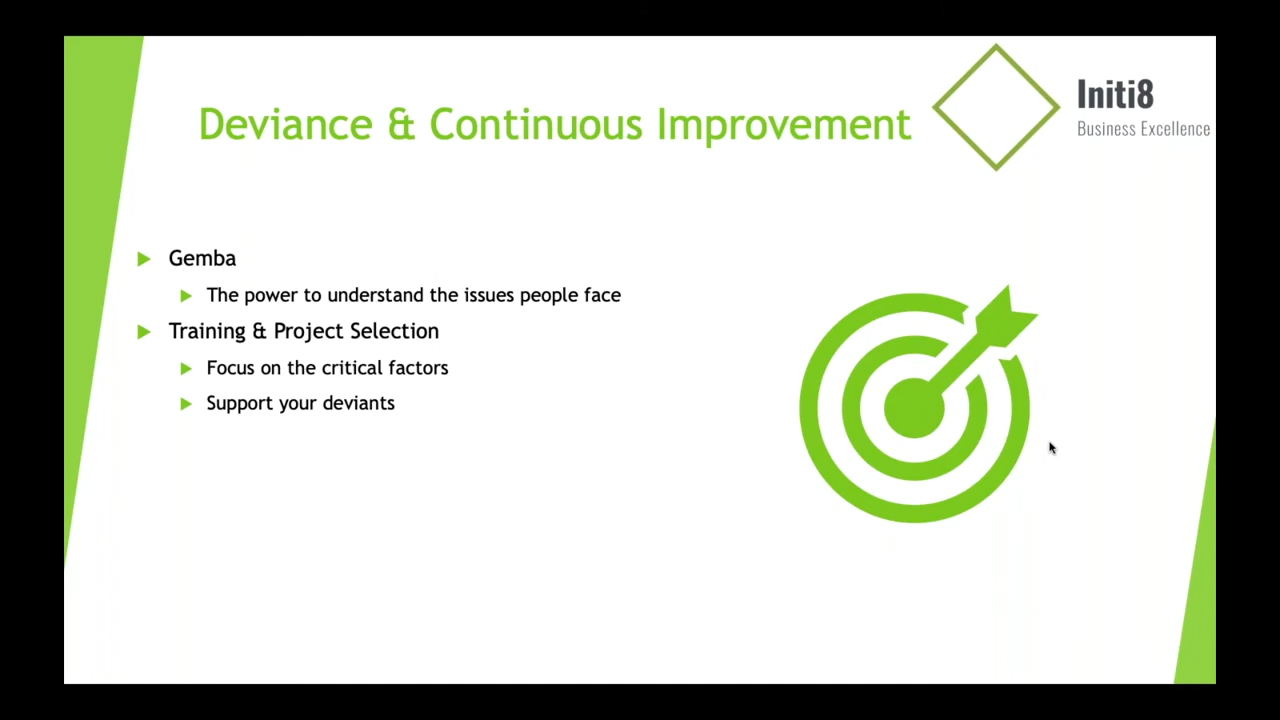 Deviance & Continuous Improvement
Initi8
Business Excellence
Gemba
The power to understand the issues people face
Training & Project Selection
Focus on the critical factors
Support your deviants